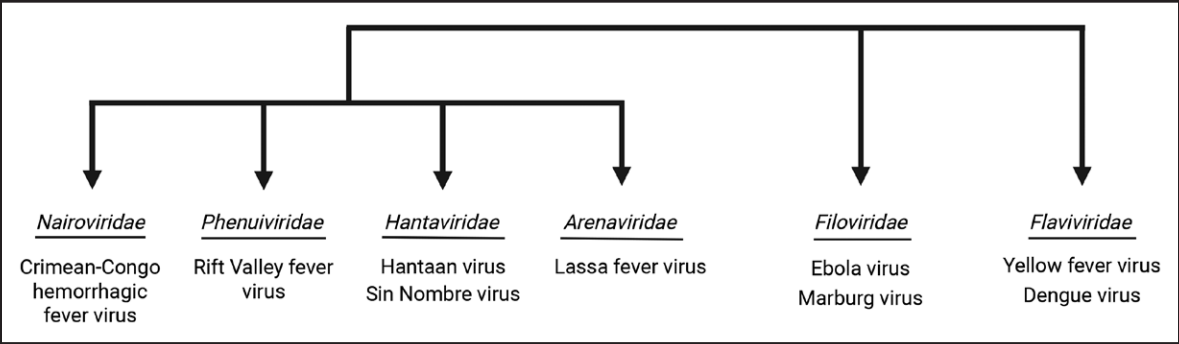 Nairoviridae
Crimean-Congo
hemorrhagic
fever virus
Phenuiviridae
Rift Valley fever
virus
Hantaviridae
Hantaan virus
Sin Nombre virus
Arenaviridae
Lassa fever virus
Filoviridae
Ebola virus
Marburg virus
Flaviviridae
Yellow fever virus
Dengue virus